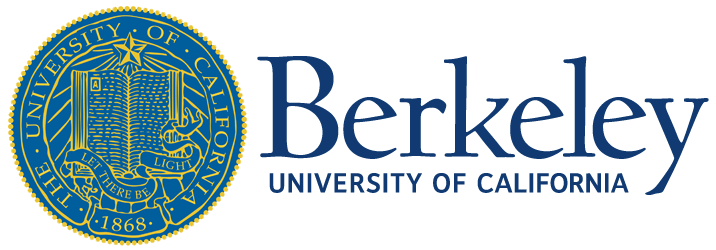 THE · UNIVERSITY · OF · CALIFORNIA
A
LET THERE BE LIGHT
·1868·
Berkeley
UNIVERSITY OF CALIFORNIA